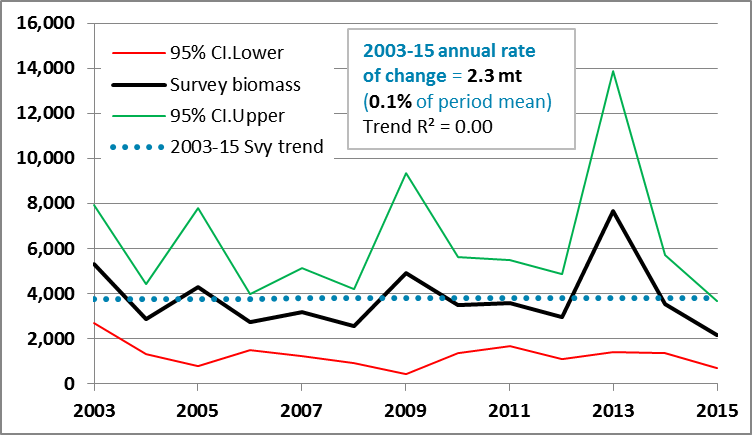 16,000
14,000
12,000
10,000
8,000
6,000
4,000
2,000
0
95% CI.Lower
Survey biomass
95% CI.Upper
2003-15 Svy trend
2003-15 annual rate
of change = 2.3 mt
(0.1% of period mean)
Trend R² = 0.00
2003 2005 2007 2009 2011 2013 2015